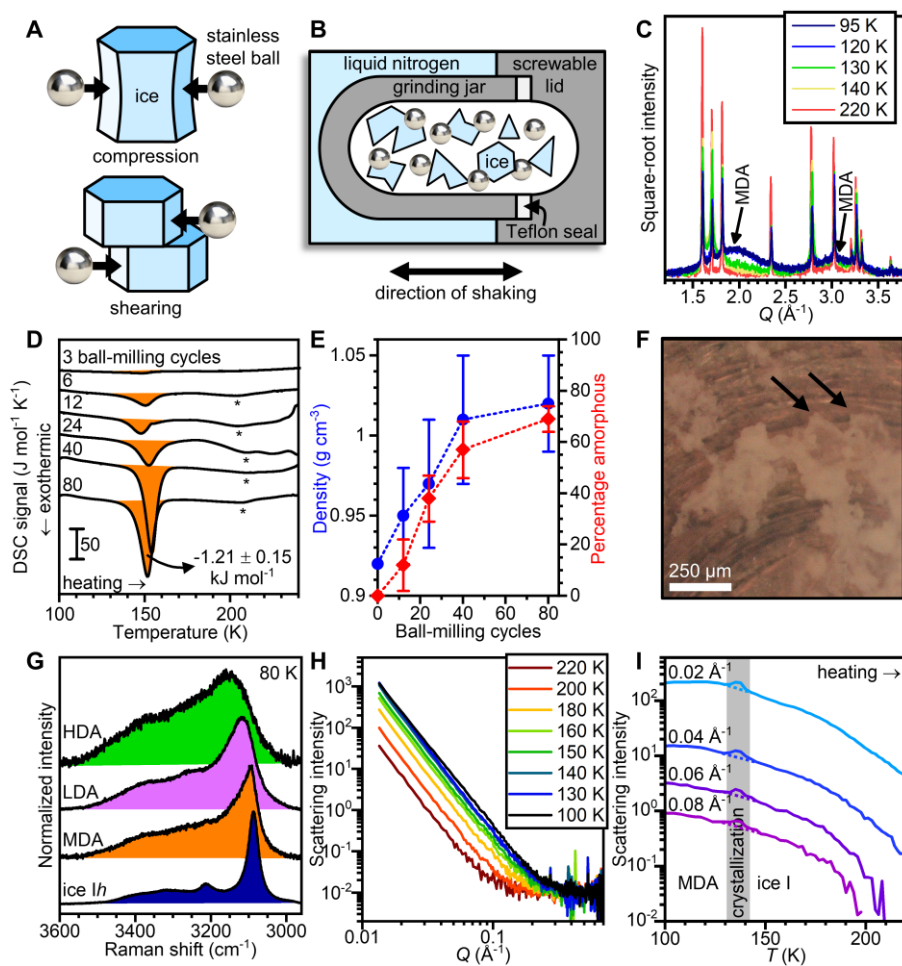 A
stainless
steel ball
ice
compression
shearing
B
liquid nitrogen
screwable
lid
grinding jar
ice
Teflon seal
direction of shaking
C
Square-root intensity
95 K
120 K
130 K
140 K
220 K
MDA
MDA
1.5 2.0 2.5 3.0 3.5
Q (Å-1)
D
DSC signal (J mol-1 K-1)
← exothermic
3 ball-milling cycles
6
12
*
24
*
40
*
*
80
*
50
-1.21 ± 0.15
kJ mol-1
heating →
100 150 200
Temperature (K)
E
Density (g cm-3)
1.05
1
0.95
0.9
Percentage amorphous
100
80
60
40
20
0
0 20 40 60 80
Ball-milling cycles
F
250 µm
G
80 K
Normalized intensity
HDA
LDA
MDA
ice Ih
3600 3400 3200 3000
Raman shift (cm-1)
H
Scattering intensity
10³
10²
10¹
10⁰
10-1
10-2
220 K
200 K
180 K
160 K
150 K
140 K
130 K
100 K
0.01 0.1
Q (Å-1)
I
heating →
Scattering intensity
10²
10¹
10⁰
10-1
10-2
0.02 Å-1
0.04 Å-1
0.06 Å-1
0.08 Å-1
MDA
crystallization
ice I
100 150 200
T (K)